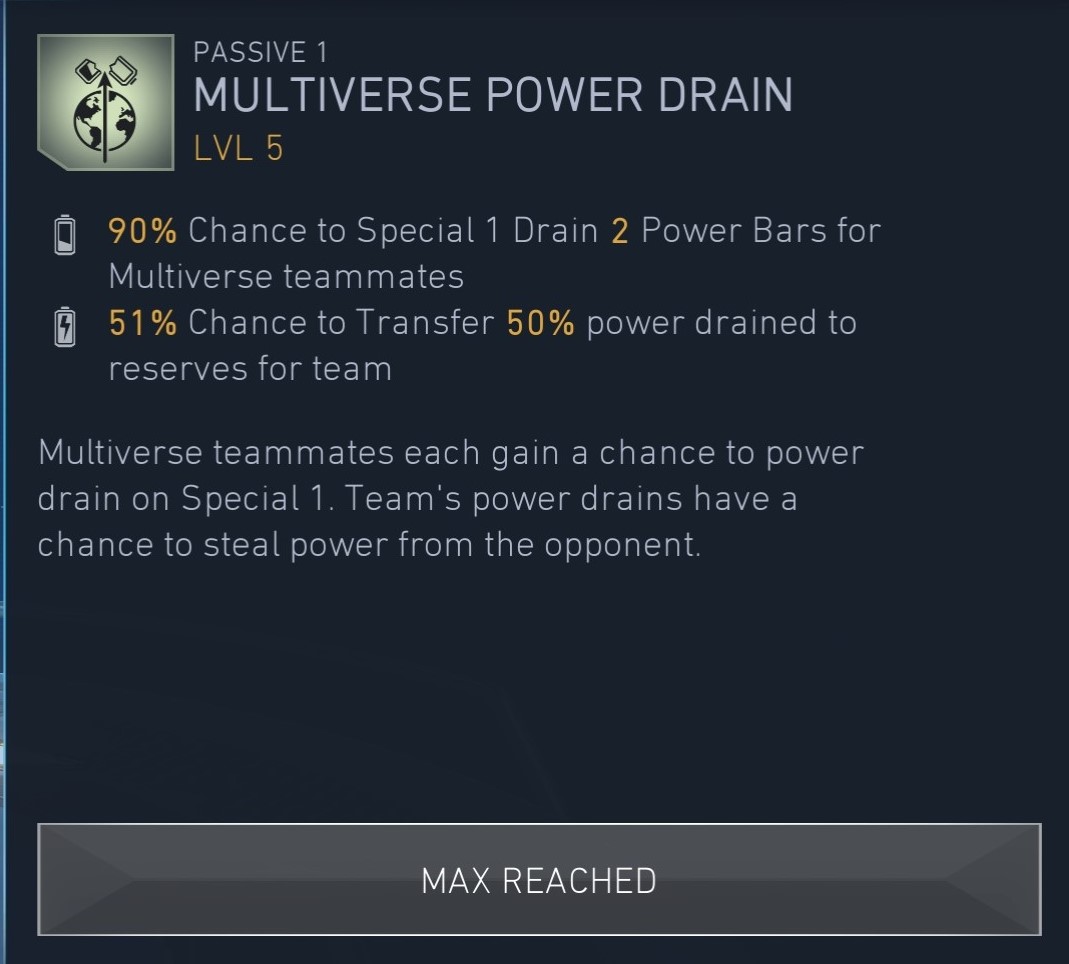 PASSIVE 1
MULTIVERSE POWER DRAIN
LVL 5
90% Chance to Special 1 Drain 2 Power Bars for
Multiverse teammates
51% Chance to Transfer 50% power drained to
reserves for team
Multiverse teammates each gain a chance to power
drain on Special 1. Team's power drains have a
chance to steal power from the opponent.
MAX REACHED